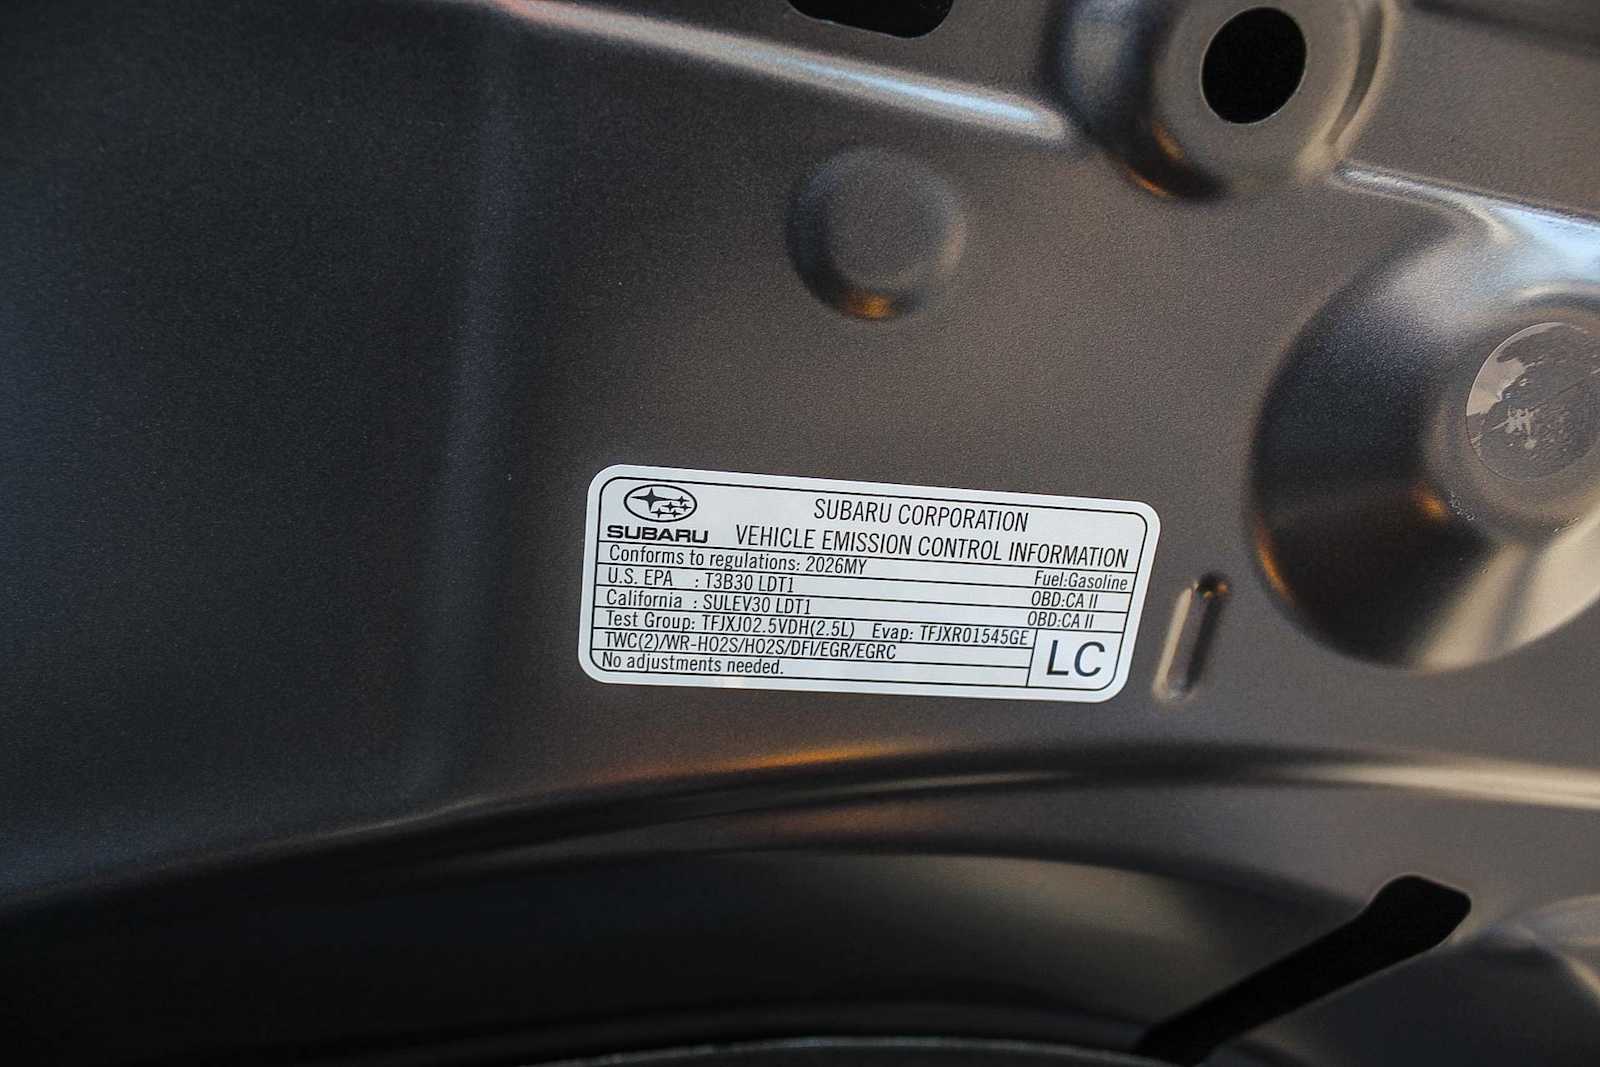 SUBARU
SUBARU CORPORATION
VEHICLE EMISSION CONTROL INFORMATION
Conforms to regulations: 2026MY Fuel:Gasoline
U.S. EPA : T3B30 LDT1 OBD:CA II
California : SULEV30 LDT1 OBD:CA II
Test Group: TFJXJ02.5VDH(2.5L) Evap: TFJXR01545GE
TWC(2)/WR-HO2S/HO2S/DFI/EGR/EGRC
No adjustments needed.
LC